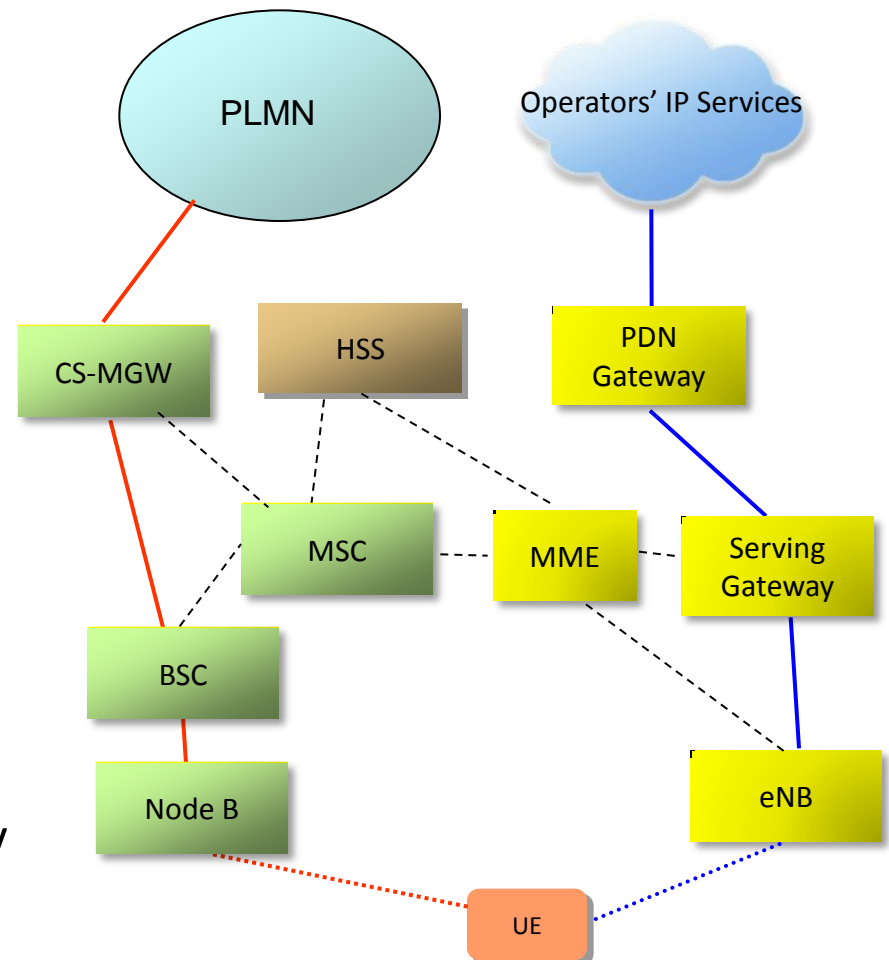 PLMN
Operators' IP Services
CS-MGW
HSS
PDN
Gateway
MSC
MME
Serving
Gateway
BSC
Node B
eNB
UE